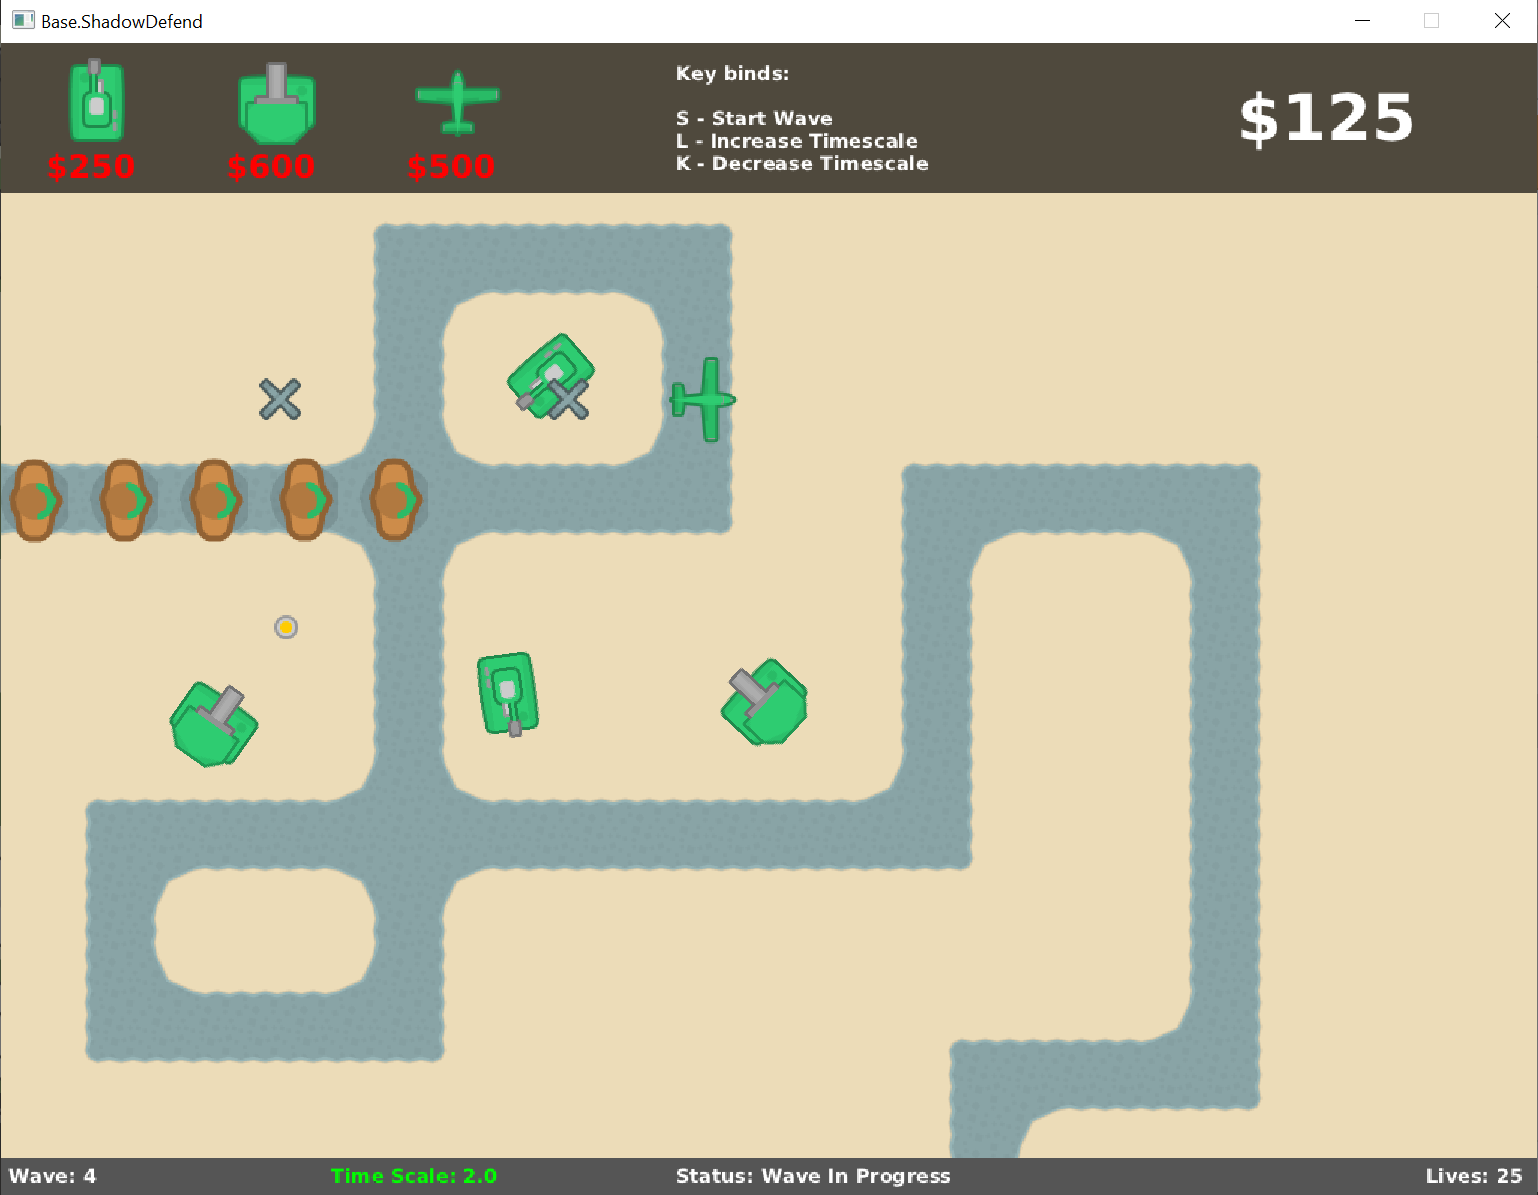 Base.ShadowDefend
$250
$600
$500
Key binds:
S - Start Wave
L - Increase Timescale
K - Decrease Timescale
$125
Wave: 4
Time Scale: 2.0
Status: Wave In Progress
Lives: 25